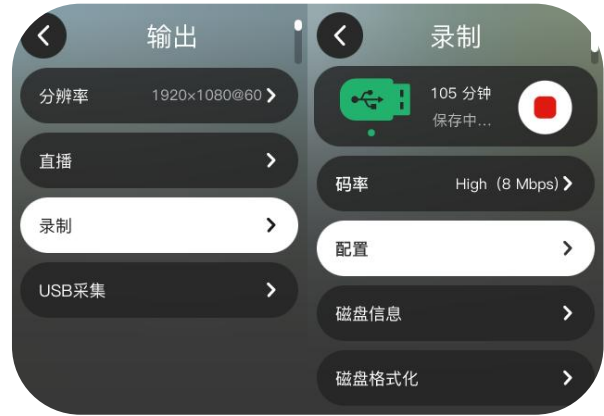 输出
分辨率 1920×1080@60
直播
录制
USB采集
录制
105 分钟
保存中...
码率 High（8 Mbps）
配置
磁盘信息
磁盘格式化